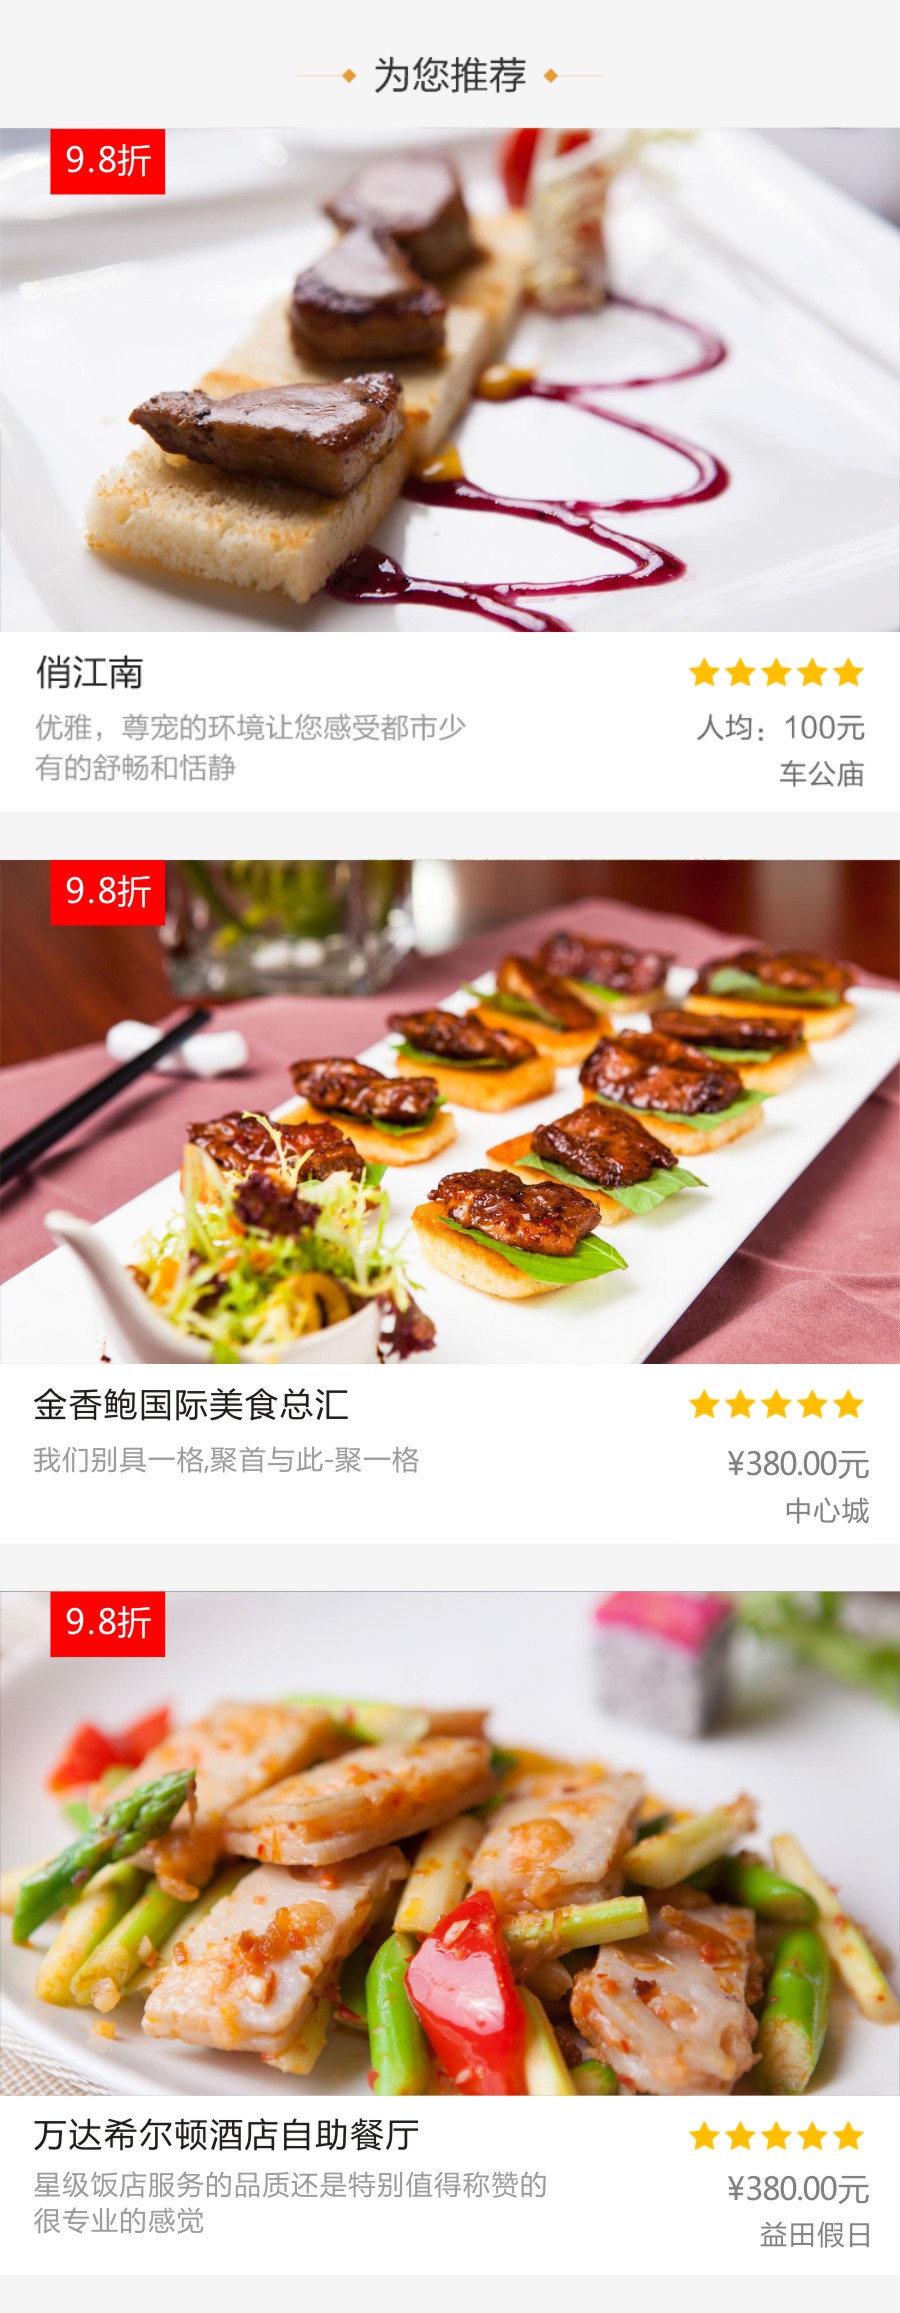 为您推荐
9.8折
俏江南
优雅，尊宠的环境让您感受都市少
有的舒畅和恬静
人均：100元
车公庙
9.8折
金香鲍国际美食总汇
我们别具一格,聚首与此-聚一格
¥380.00元
中心城
9.8折
万达希尔顿酒店自助餐厅
星级饭店服务的品质还是特别值得称赞的
很专业的感觉
¥380.00元
益田假日